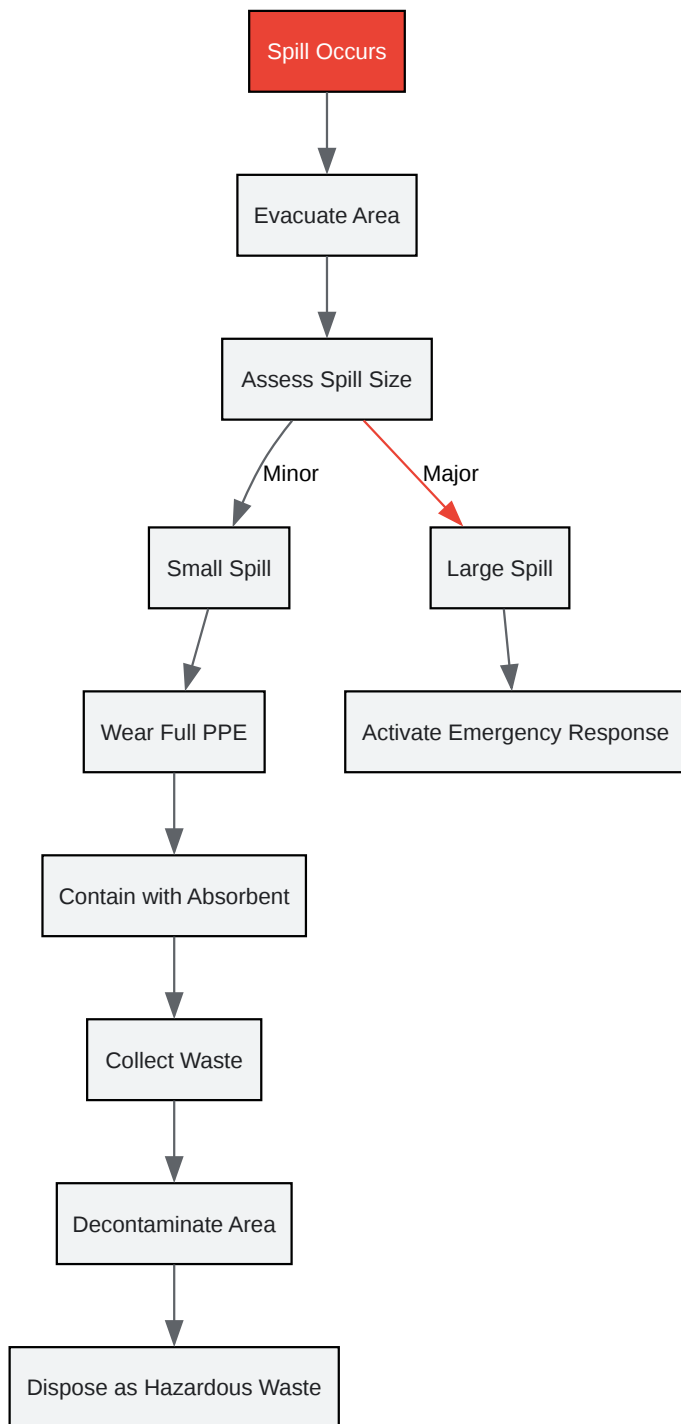 Spill Occurs
Evacuate Area
Assess Spill Size
Minor
Major
Small Spill
Large Spill
Wear Full PPE
Activate Emergency Response
Contain with Absorbent
Collect Waste
Decontaminate Area
Dispose as Hazardous Waste